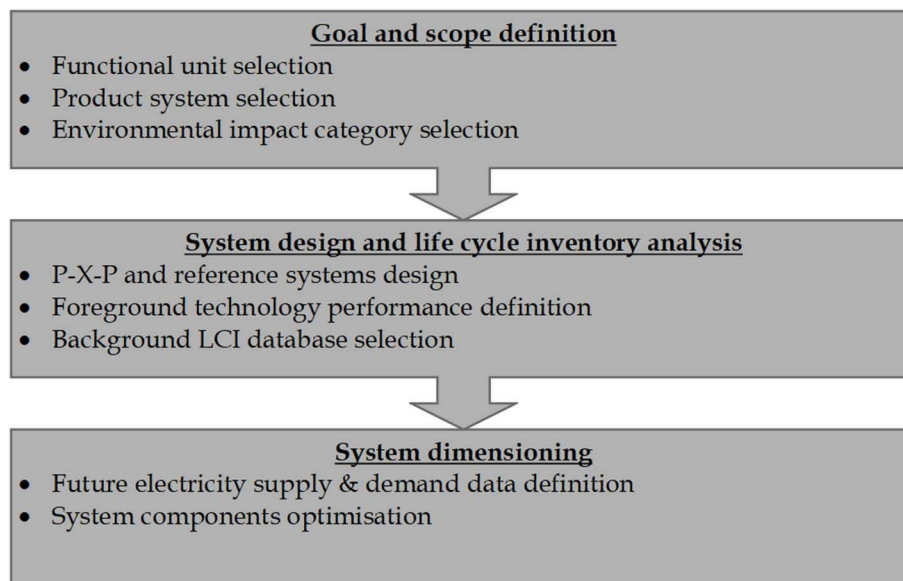 Goal and scope definition
• Functional unit selection
• Product system selection
• Environmental impact category selection
System design and life cycle inventory analysis
• P-X-P and reference systems design
• Foreground technology performance definition
• Background LCI database selection
System dimensioning
• Future electricity supply & demand data definition
• System components optimisation